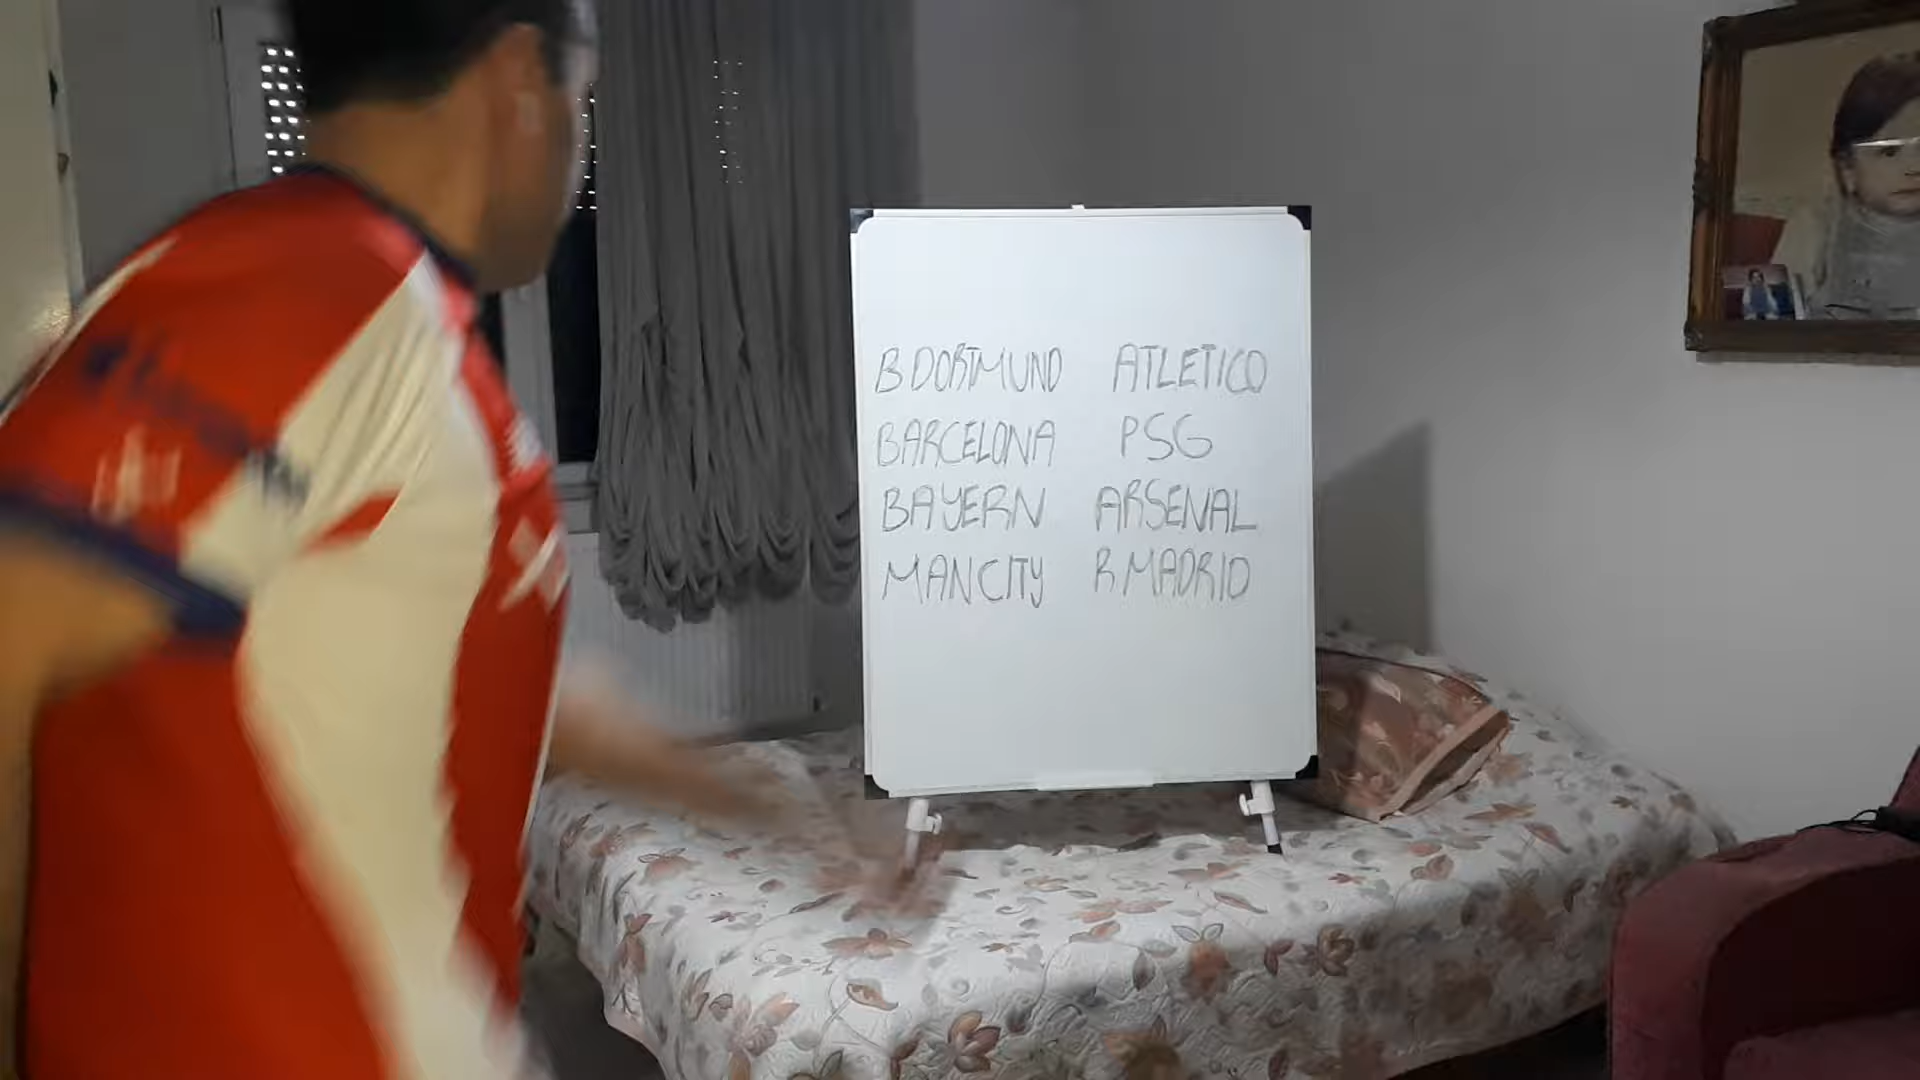 B DORTMUND ATLETICO
BARCELONA PSG
BAYERN ARSENAL
MAN CITY R MADRID